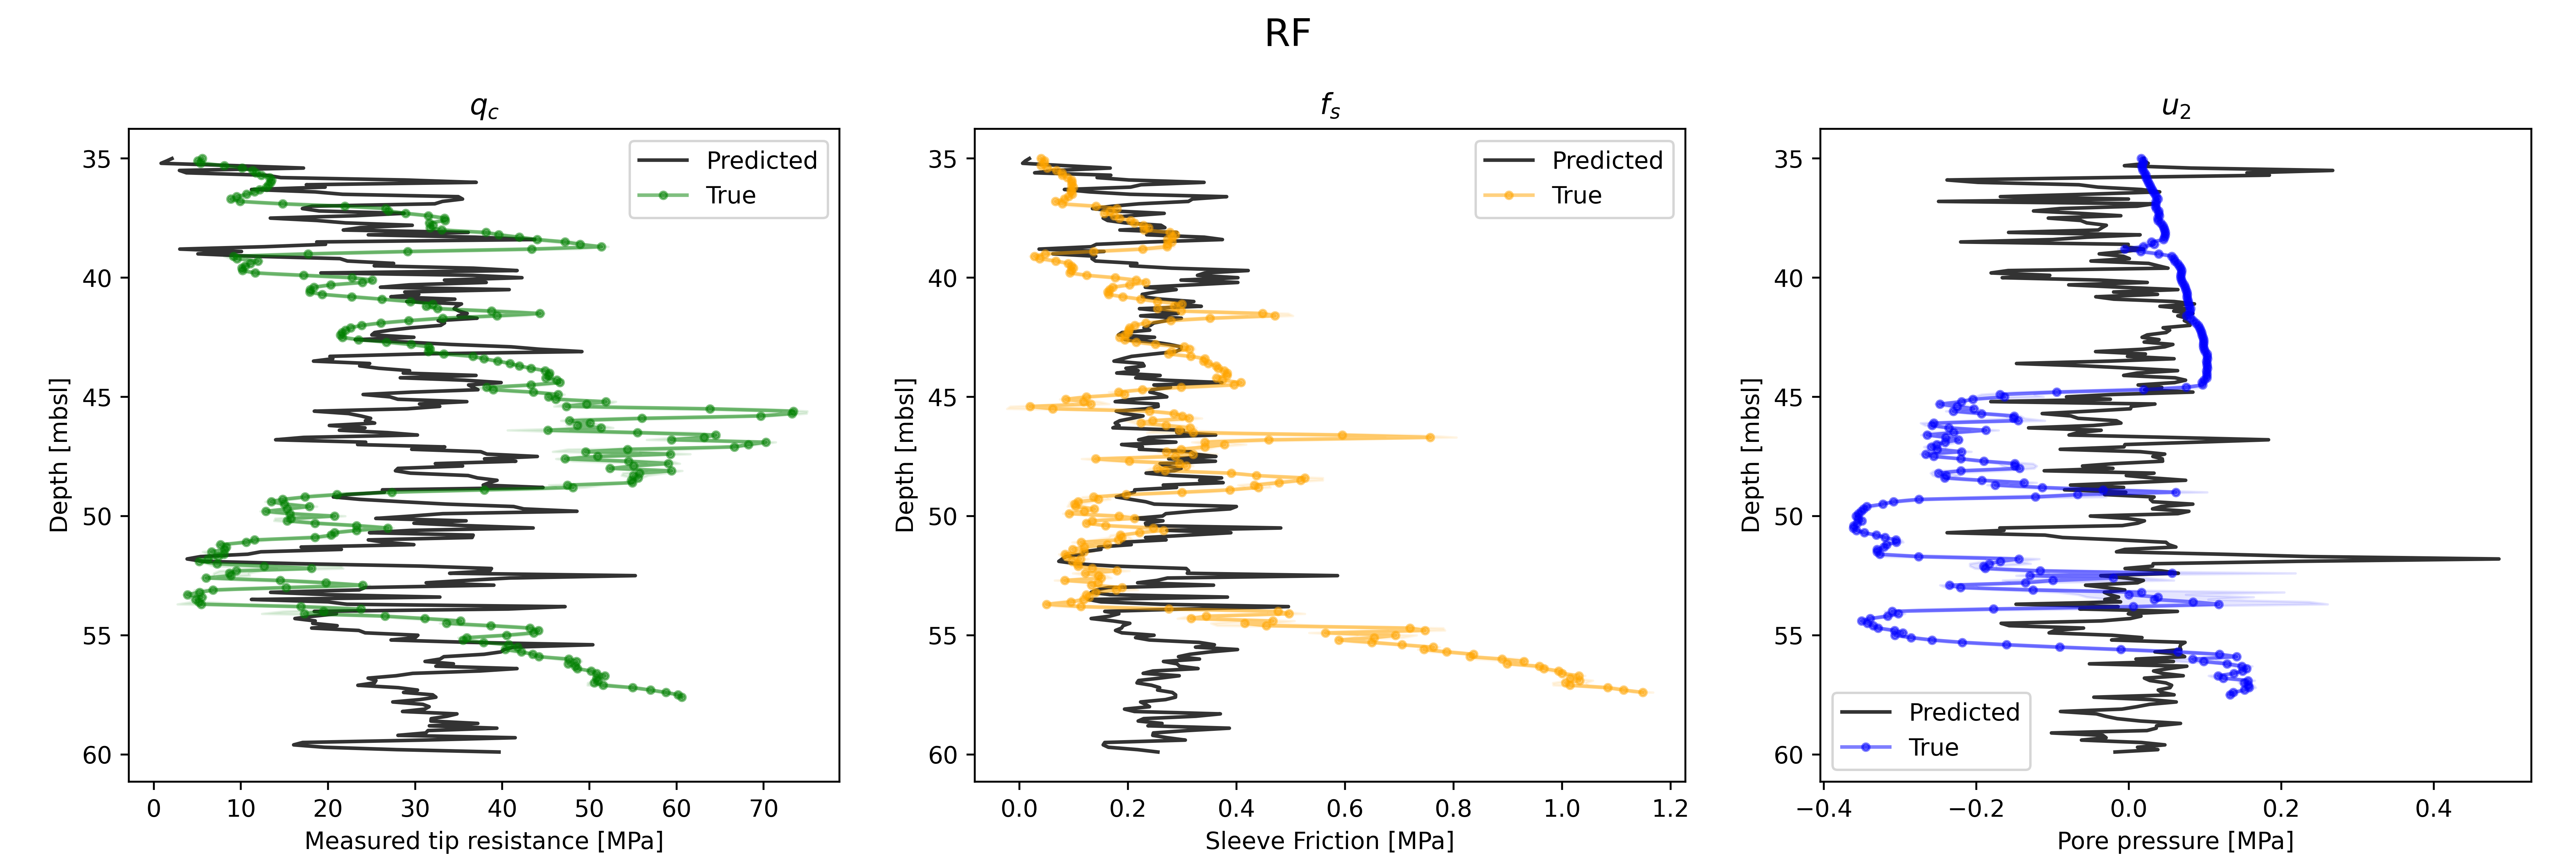 RF
q_c
Predicted
True
35
40
45
50
55
60
Depth [mbsl]
0 10 20 30 40 50 60 70
Measured tip resistance [MPa]
f_s
Predicted
True
35
40
45
50
55
60
Depth [mbsl]
0.0 0.2 0.4 0.6 0.8 1.0 1.2
Sleeve Friction [MPa]
u_2
35
40
45
50
55
60
Depth [mbsl]
Predicted
True
−0.4 −0.2 0.0 0.2 0.4
Pore pressure [MPa]